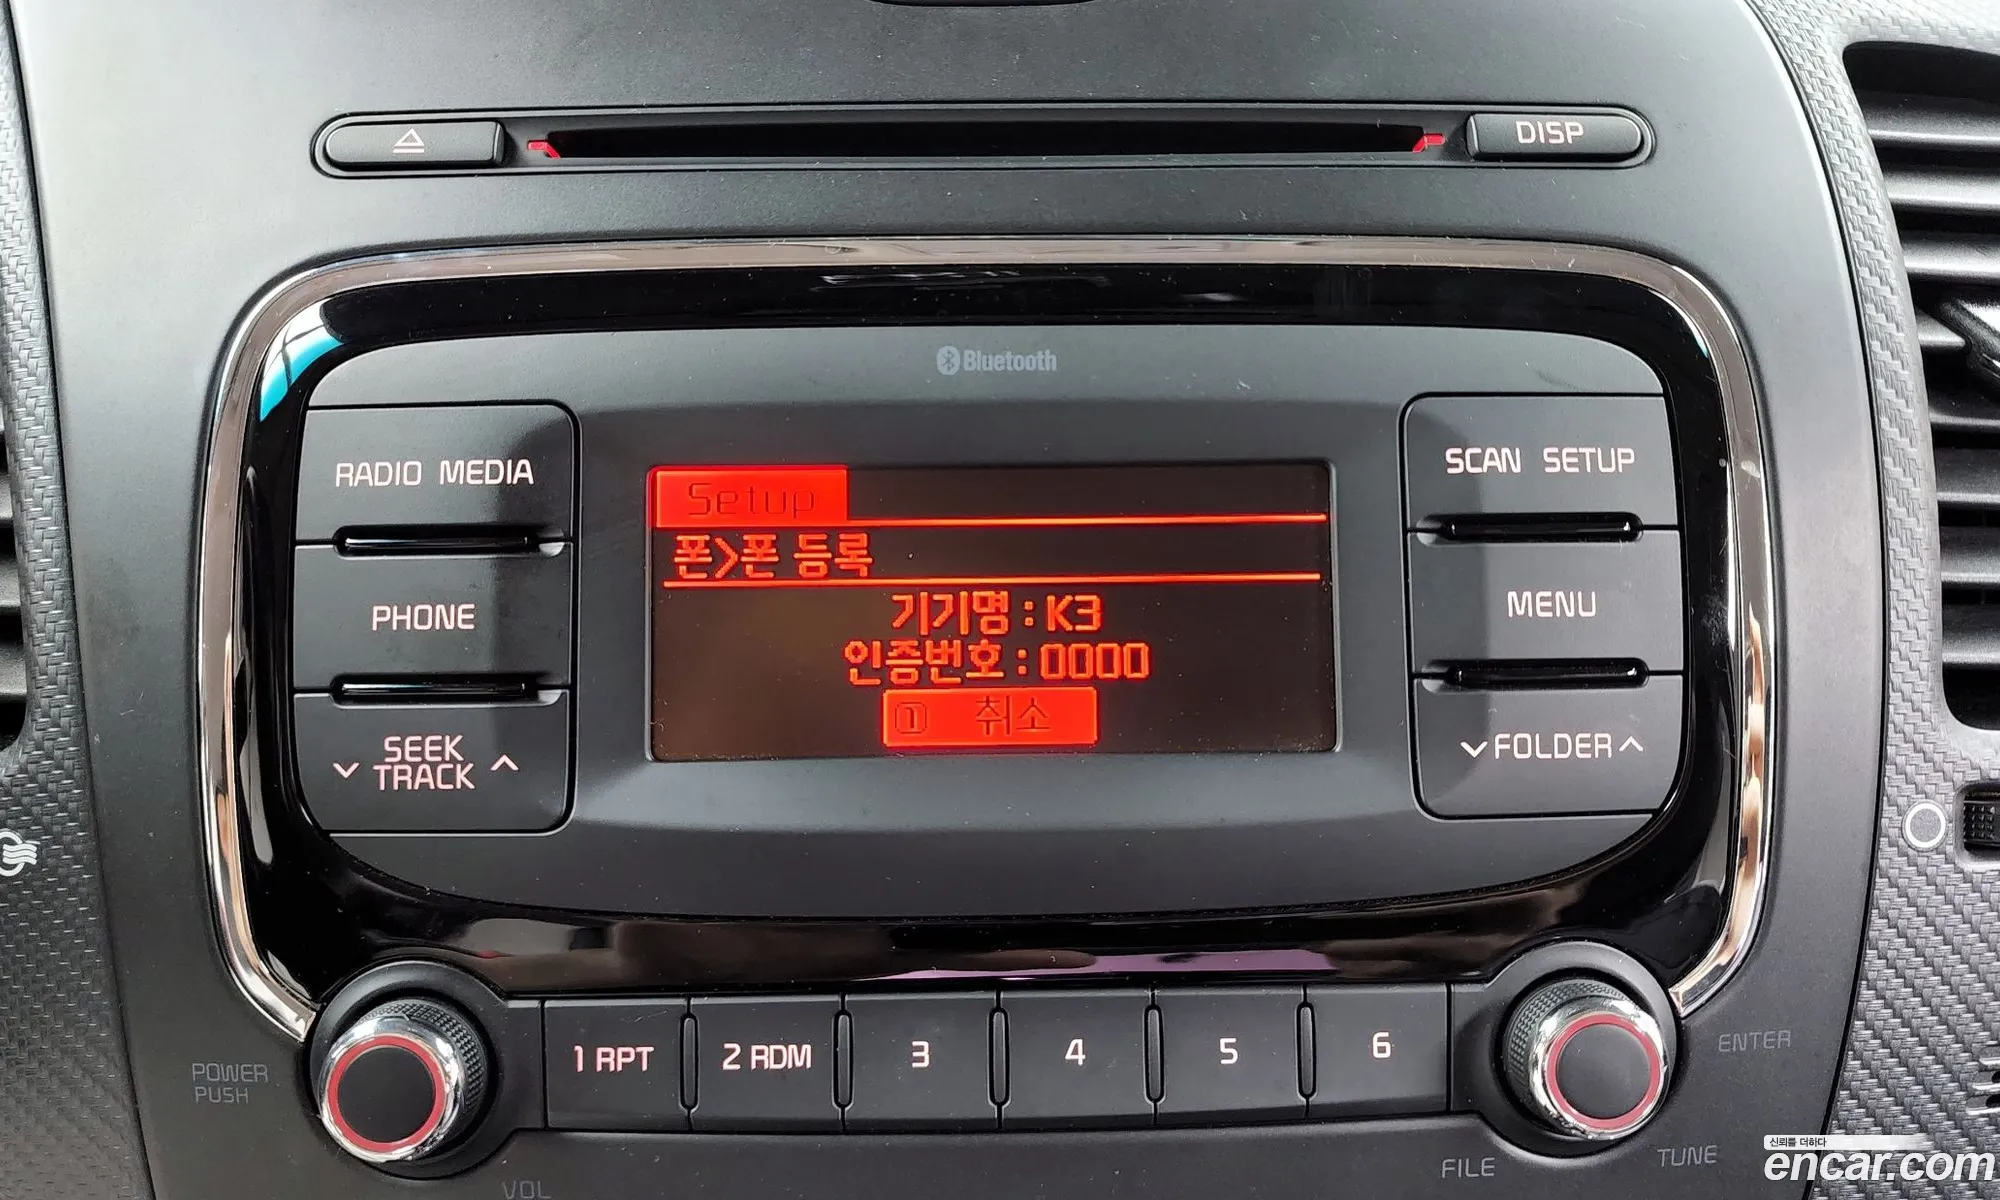 DISP
Bluetooth
RADIO MEDIA
SCAN SETUP
Setup
폰>폰 등록
PHONE
MENU
기기명 : K3
인증번호 : 0000
1 취소
SEEK
TRACK
FOLDER
1 RPT
2 RDM
3
4
5
6
POWER
PUSH
VOL
ENTER
TUNE
FILE
신뢰를 더하다
encar.com